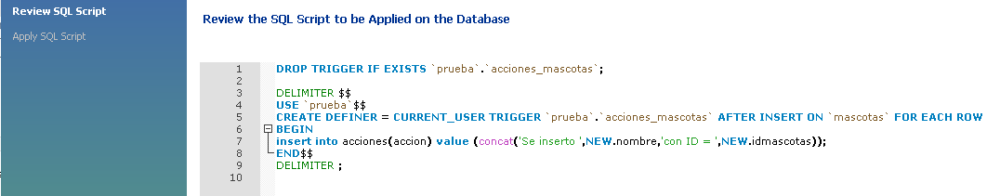 Review SQL Script
Apply SQL Script
Review the SQL Script to be Applied on the Database
1 DROP TRIGGER IF EXISTS `prueba`.`acciones_mascotas`;
2
3 DELIMITER $$
4 USE `prueba`$$
5 CREATE DEFINER = CURRENT_USER TRIGGER `prueba`.`acciones_mascotas` AFTER INSERT ON `mascotas` FOR EACH ROW
6 BEGIN
7 insert into acciones(accion) value (concat('Se inserto ',NEW.nombre,'con ID = ',NEW.idmascotas));
8 END$$
9 DELIMITER ;
10